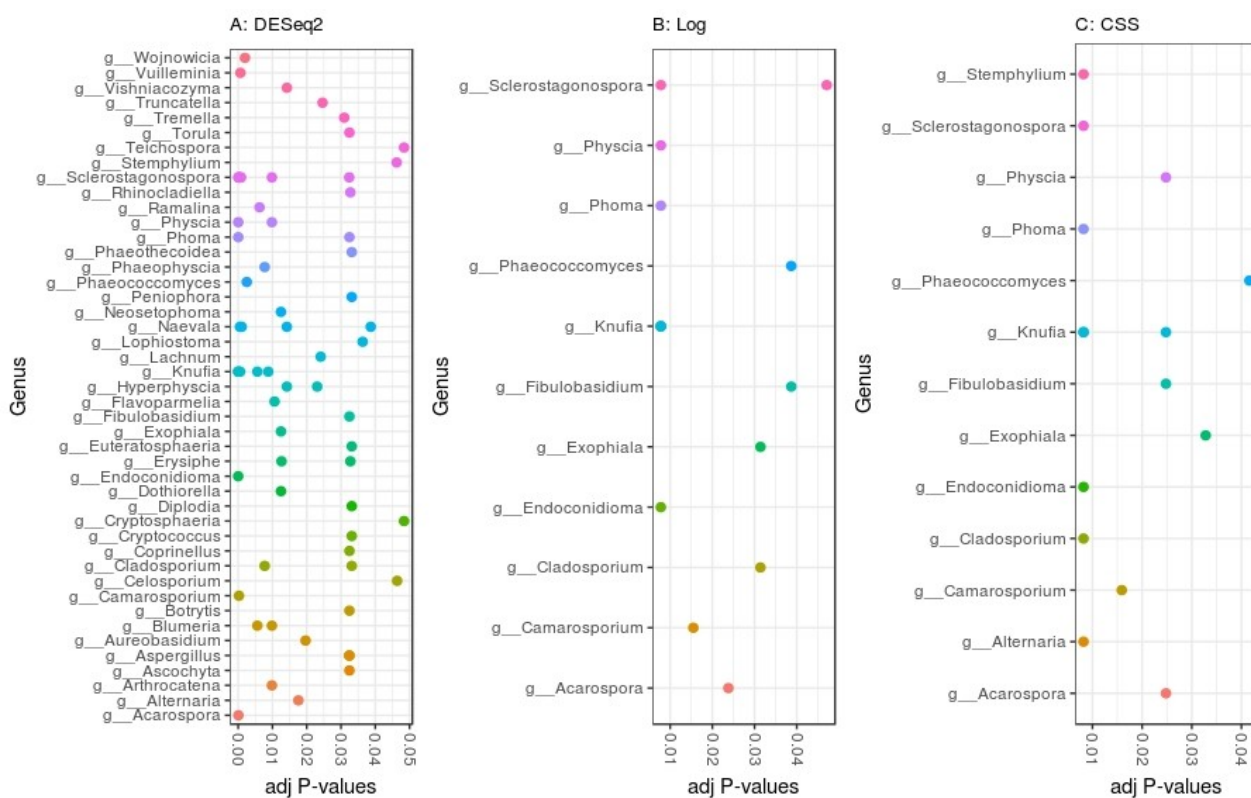 A: DESeq2
Genus
g__Wojnowicia
g__Vuilleminia
g__Vishniacozyma
g__Truncatella
g__Tremella
g__Torula
g__Teichospora
g__Stemphylium
g__Sclerostagonospora
g__Rhinocladiella
g__Ramalina
g__Physcia
g__Phoma
g__Phaeothecoidea
g__Phaeophyscia
g__Phaeococcomyces
g__Peniophora
g__Neosetophoma
g__Naevala
g__Lophiostoma
g__Lachnum
g__Knufia
g__Hyperphyscia
g__Flavoparmelia
g__Fibulobasidium
g__Exophiala
g__Euteratosphaeria
g__Erysiphe
g__Endoconidioma
g__Dothiorella
g__Diplodia
g__Cryptosphaeria
g__Cryptococcus
g__Coprinellus
g__Cladosporium
g__Celosporium
g__Camarosporium
g__Botrytis
g__Blumeria
g__Aureobasidium
g__Aspergillus
g__Ascochyta
g__Arthrocatena
g__Alternaria
g__Acarospora
0.00 0.01 0.02 0.03 0.04 0.05
adj P-values
B: Log
Genus
g__Sclerostagonospora
g__Physcia
g__Phoma
g__Phaeococcomyces
g__Knufia
g__Fibulobasidium
g__Exophiala
g__Endoconidioma
g__Cladosporium
g__Camarosporium
g__Acarospora
0.01 0.02 0.03 0.04
adj P-values
C: CSS
Genus
g__Stemphylium
g__Sclerostagonospora
g__Physcia
g__Phoma
g__Phaeococcomyces
g__Knufia
g__Fibulobasidium
g__Exophiala
g__Endoconidioma
g__Cladosporium
g__Camarosporium
g__Alternaria
g__Acarospora
0.01 0.02 0.03 0.04
adj P-values